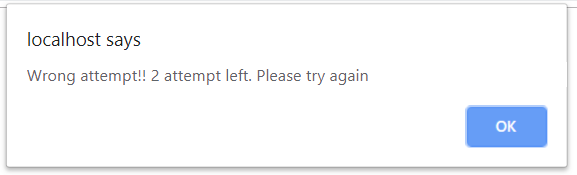 localhost says
Wrong attempt!! 2 attempt left. Please try again
OK